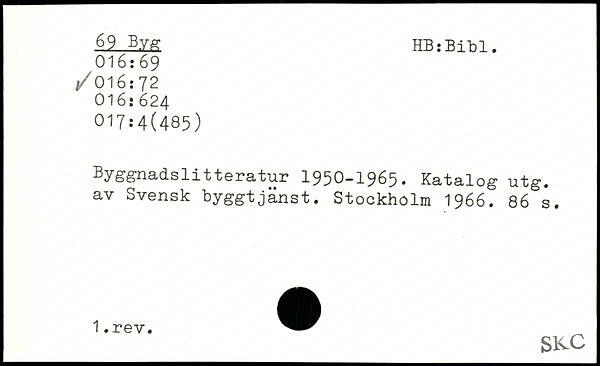 69 Byg HB:Bibl.
016:69
✓ 016:72
016:624
017:4(485)
Byggnadslitteratur 1950-1965. Katalog utg.
av Svensk byggtjänst. Stockholm 1966. 86 s.
1.rev.
SKC